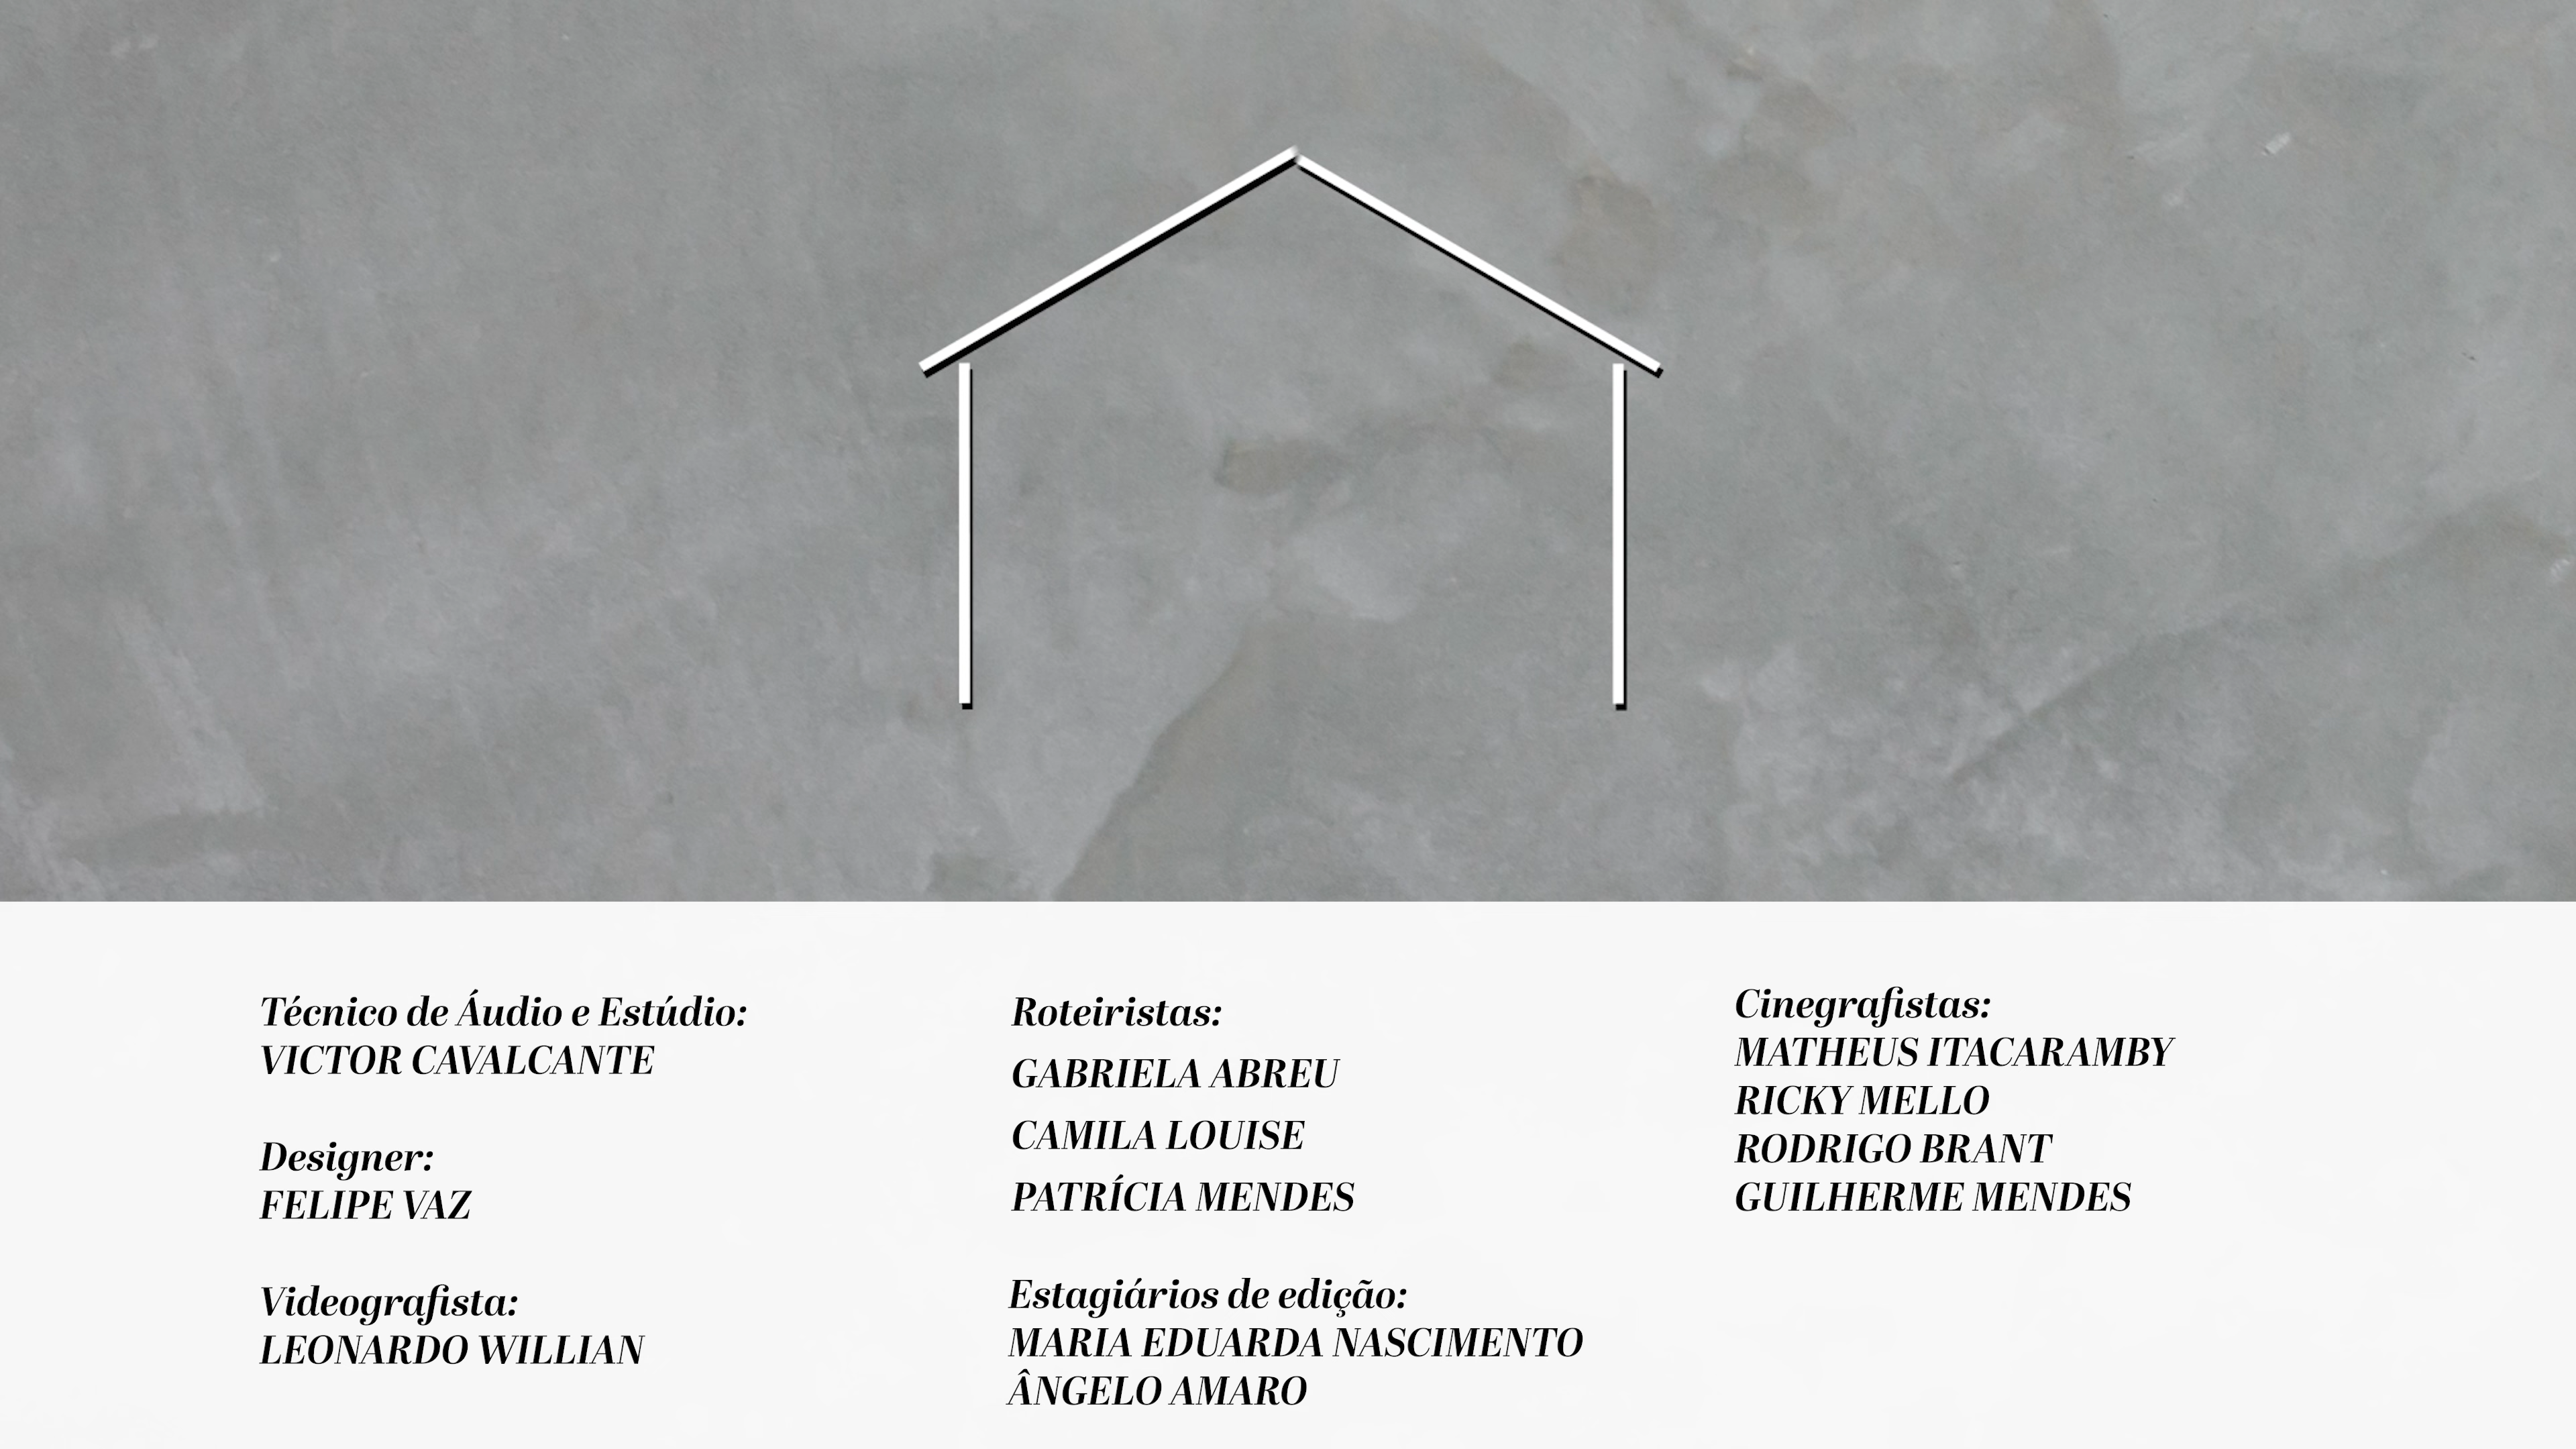 Técnico de Áudio e Estúdio:
VICTOR CAVALCANTE
Designer:
FELIPE VAZ
Videografista:
LEONARDO WILLIAN
Roteiristas:
GABRIELA ABREU
CAMILA LOUISE
PATRÍCIA MENDES
Estagiários de edição:
MARIA EDUARDA NASCIMENTO
ÂNGELO AMARO
Cinegrafistas:
MATHEUS ITACARAMBY
RICKY MELLO
RODRIGO BRANT
GUILHERME MENDES